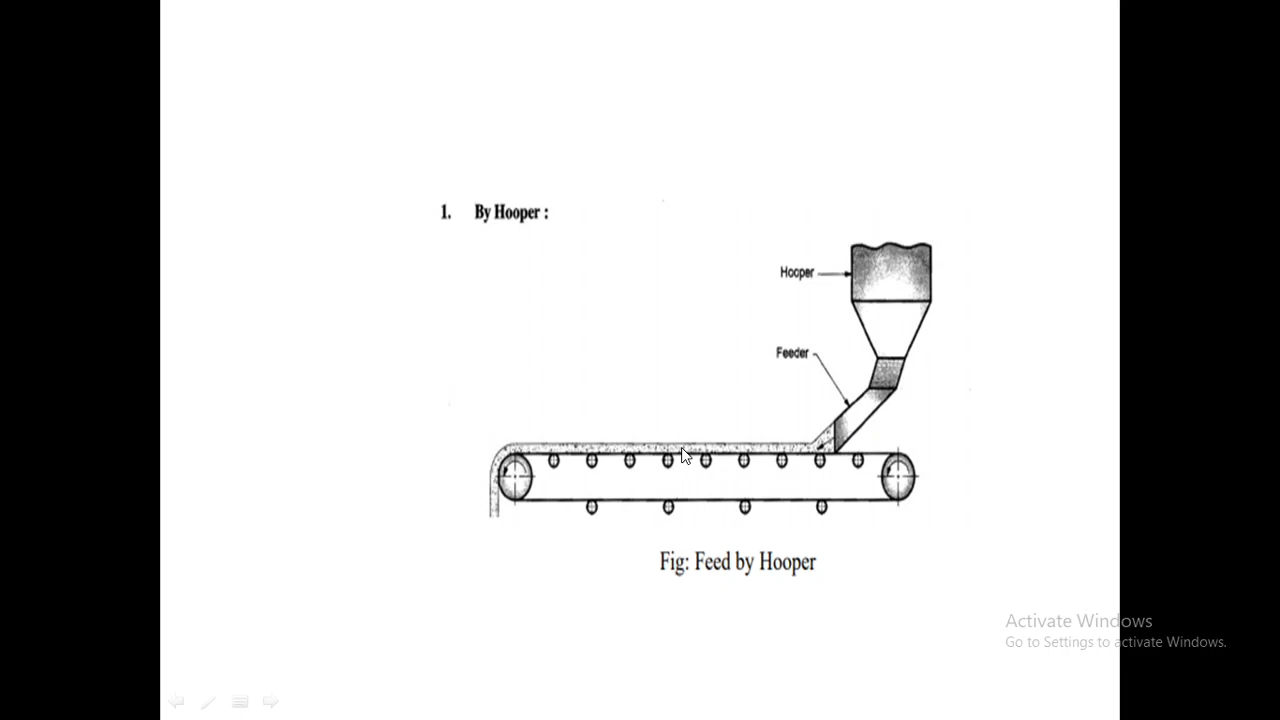 1. By Hooper :
Hooper
Feeder
Fig: Feed by Hooper
Activate Windows
Go to Settings to activate Windows.